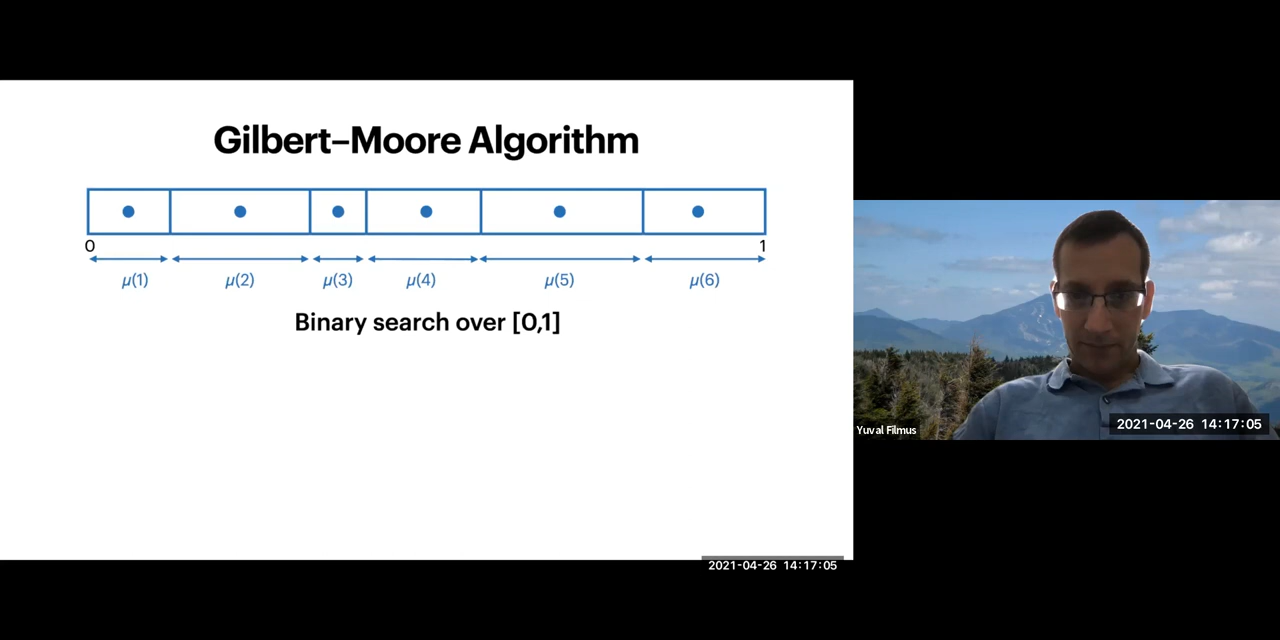 Gilbert–Moore Algorithm
0 1
μ(1) μ(2) μ(3) μ(4) μ(5) μ(6)
Binary search over [0,1]
2021-04-26 14:17:05
Yuval Filmus
2021-04-26 14:17:05